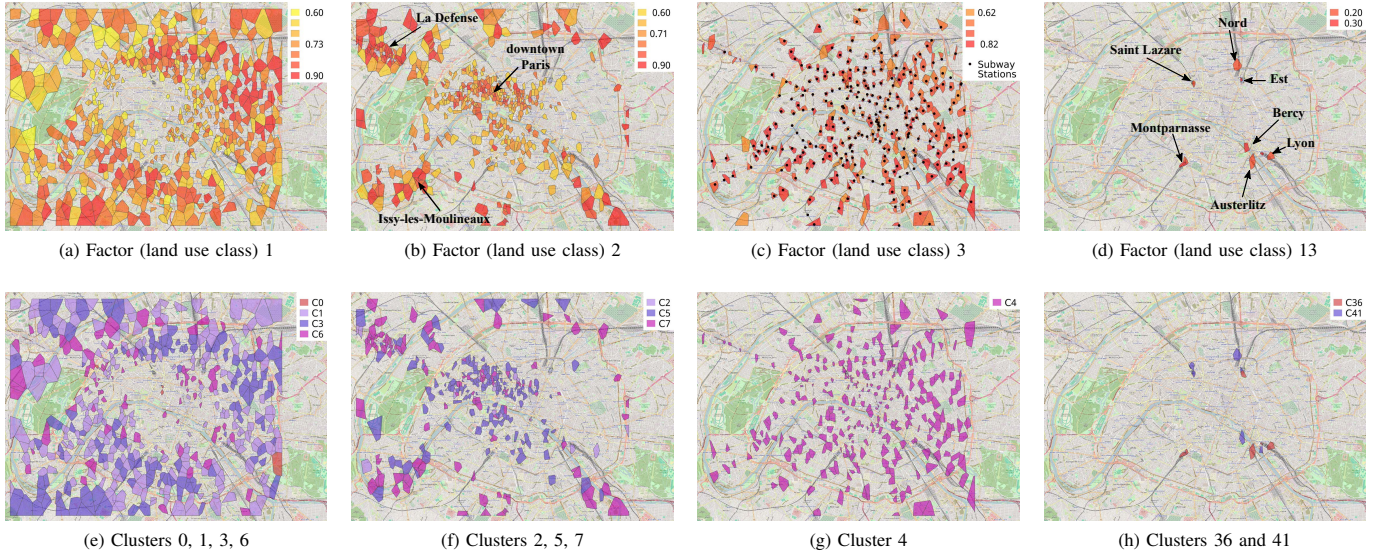 0.60
0.73
0.90
(a) Factor (land use class) 1
La Defense
downtown
Paris
Issy-les-Moulineaux
0.60
0.71
0.90
(b) Factor (land use class) 2
0.62
0.82
Subway
Stations
(c) Factor (land use class) 3
0.20
0.30
Nord
Saint Lazare
Est
Bercy
Montparnasse
Lyon
Austerlitz
(d) Factor (land use class) 13
C0
C1
C3
C6
(e) Clusters 0, 1, 3, 6
C2
C5
C7
(f) Clusters 2, 5, 7
C4
(g) Cluster 4
C36
C41
(h) Clusters 36 and 41